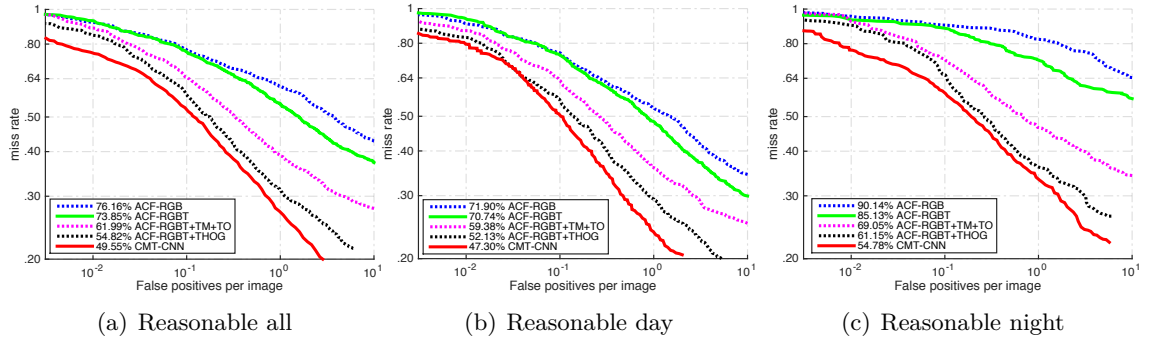 1
.80
.64
.50
.40
.30
.20
miss rate
76.16% ACF-RGB
73.85% ACF-RGBT
61.99% ACF-RGBT+TM+TO
54.82% ACF-RGBT+THOG
49.55% CMT-CNN
10^-2 10^-1 10^0 10^1
False positives per image
(a) Reasonable all
1
.80
.64
.50
.40
.30
.20
miss rate
71.90% ACF-RGB
70.74% ACF-RGBT
59.38% ACF-RGBT+TM+TO
52.13% ACF-RGBT+THOG
47.30% CMT-CNN
10^-2 10^-1 10^0 10^1
False positives per image
(b) Reasonable day
1
.80
.64
.50
.40
.30
.20
miss rate
90.14% ACF-RGB
85.13% ACF-RGBT
69.05% ACF-RGBT+TM+TO
61.15% ACF-RGBT+THOG
54.78% CMT-CNN
10^-2 10^-1 10^0 10^1
False positives per image
(c) Reasonable night